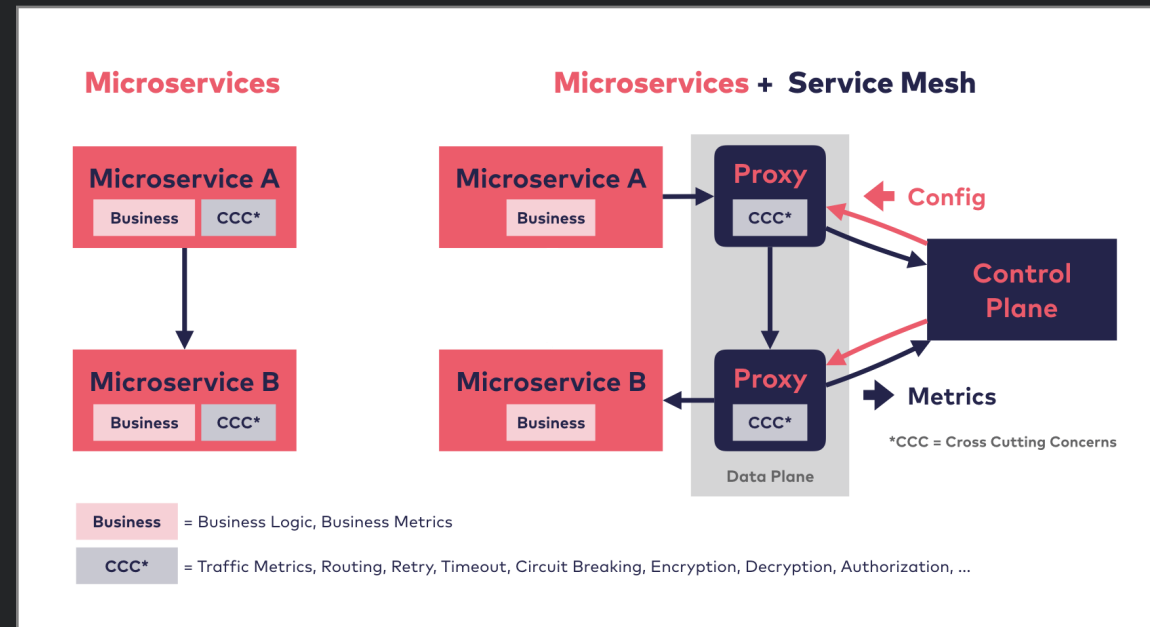 Microservices
Microservices + Service Mesh
Microservice A
Business CCC*
Microservice B
Business CCC*
Microservice A
Business
Proxy
CCC*
Config
Control
Plane
Microservice B
Business
Proxy
CCC*
Metrics
*CCC = Cross Cutting Concerns
Data Plane
Business = Business Logic, Business Metrics
CCC* = Traffic Metrics, Routing, Retry, Timeout, Circuit Breaking, Encryption, Decryption, Authorization, ...